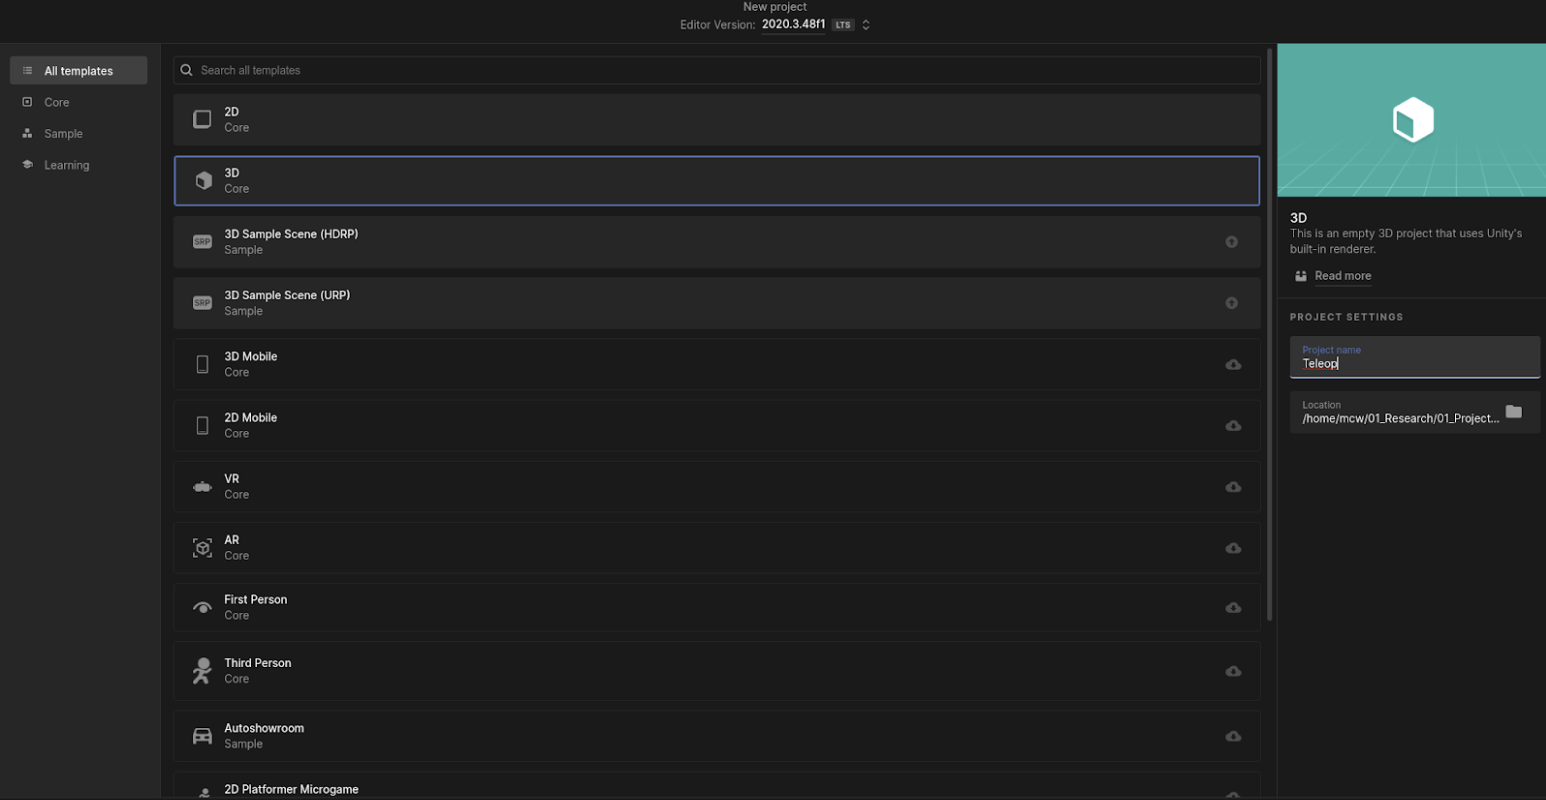 New project
Editor Version: 2020.3.48f1 LTS
All templates
Core
Sample
Learning
Search all templates
2D
Core
3D
Core
SRP
3D Sample Scene (HDRP)
Sample
SRP
3D Sample Scene (URP)
Sample
3D Mobile
Core
2D Mobile
Core
VR
Core
AR
Core
First Person
Core
Third Person
Core
Autoshowroom
Sample
2D Platformer Microgame
3D
This is an empty 3D project that uses Unity's
built-in renderer.
Read more
PROJECT SETTINGS
Project name
Teleop
Location
/home/mcw/01_Research/01_Project...